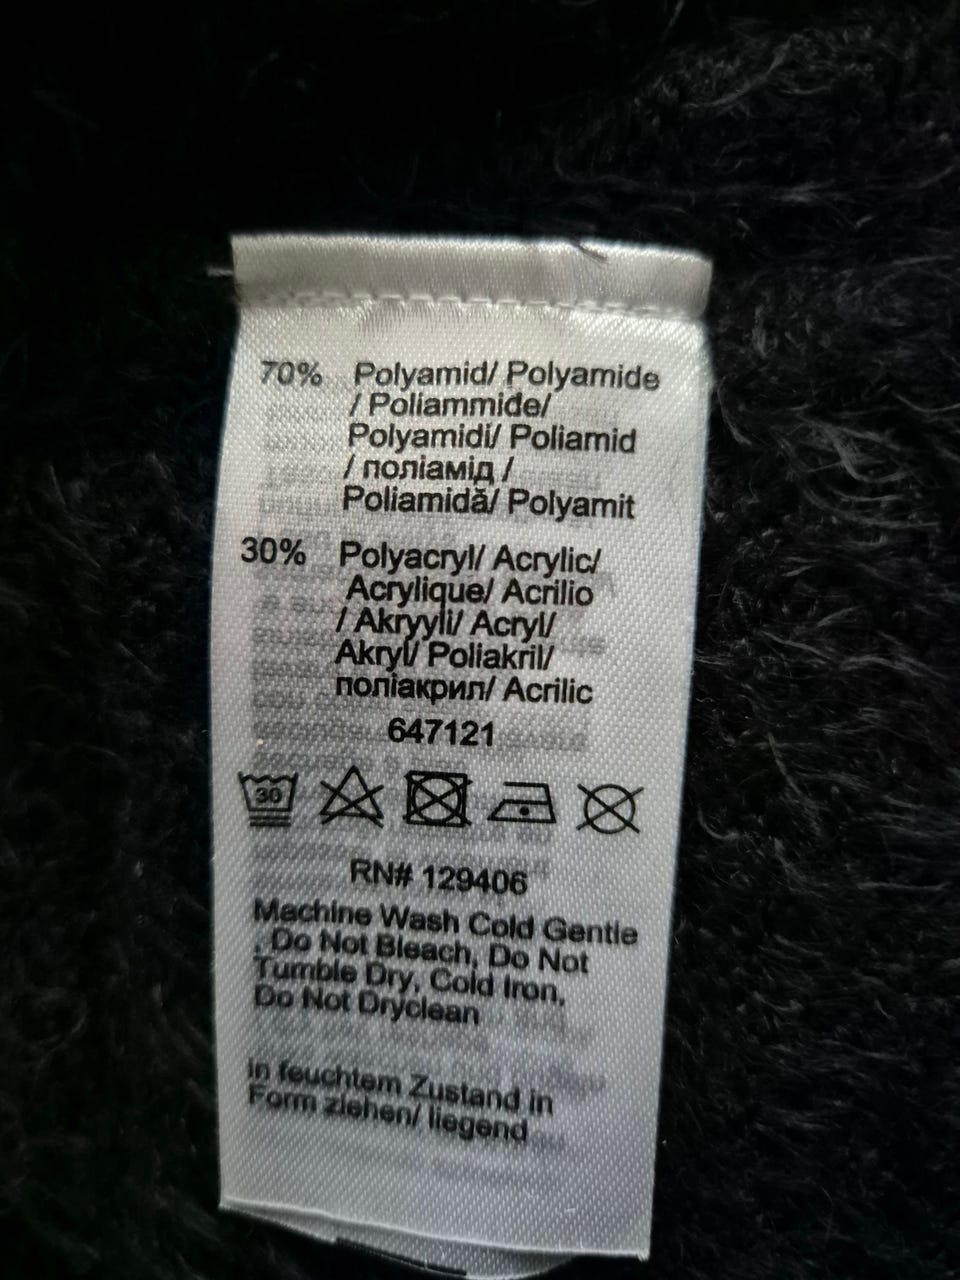 70% Polyamid/ Polyamide
/ Poliammide/
Polyamidi/ Poliamid
/ поліамід /
Poliamidă/ Polyamit
30% Polyacryl/ Acrylic/
Acrylique/ Acrilio
/ Akryyli/ Acryl/
Akryl/ Poliakril/
поліакрил/ Acrilic
647121
30
RN# 129406
Machine Wash Cold Gentle
, Do Not Bleach, Do Not
Tumble Dry, Cold Iron,
Do Not Dryclean
in feuchtem Zustand in
Form ziehen/ liegend